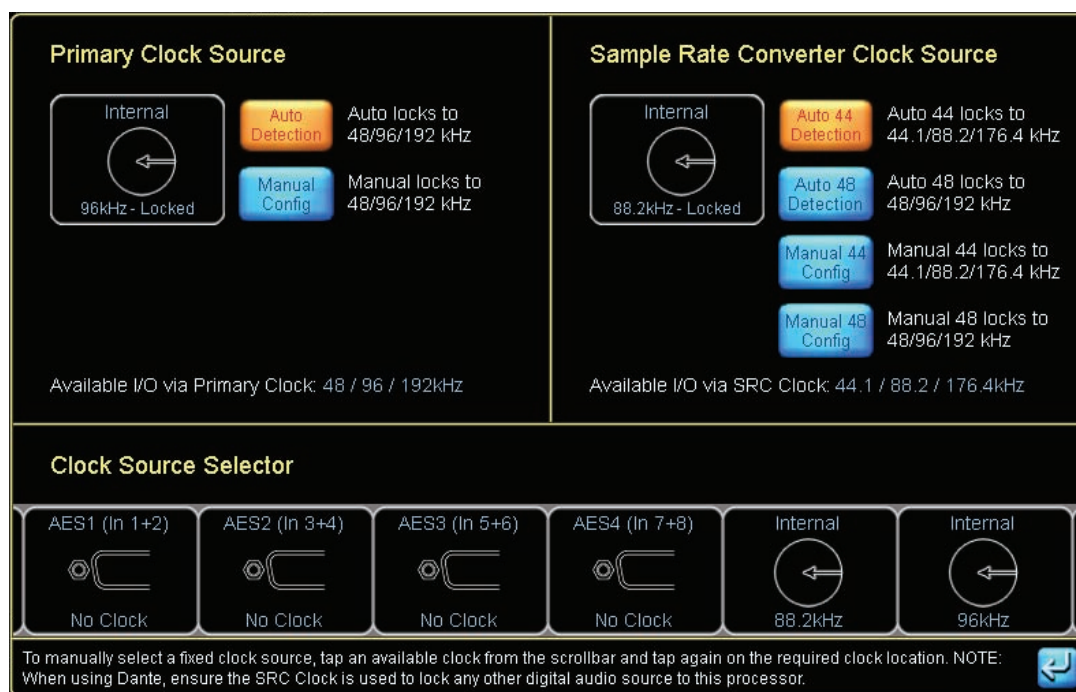 Primary Clock Source
Internal
96kHz - Locked
Auto
Detection
Auto locks to
48/96/192 kHz
Manual
Config
Manual locks to
48/96/192 kHz
Available I/O via Primary Clock: 48 / 96 / 192kHz
Sample Rate Converter Clock Source
Internal
88.2kHz - Locked
Auto 44
Detection
Auto 44 locks to
44.1/88.2/176.4 kHz
Auto 48
Detection
Auto 48 locks to
48/96/192 kHz
Manual 44
Config
Manual 44 locks to
44.1/88.2/176.4 kHz
Manual 48
Config
Manual 48 locks to
48/96/192 kHz
Available I/O via SRC Clock: 44.1 / 88.2 / 176.4kHz
Clock Source Selector
AES1 (In 1+2)
No Clock
AES2 (In 3+4)
No Clock
AES3 (In 5+6)
No Clock
AES4 (In 7+8)
No Clock
Internal
88.2kHz
Internal
96kHz
To manually select a fixed clock source, tap an available clock from the scrollbar and tap again on the required clock location. NOTE:
When using Dante, ensure the SRC Clock is used to lock any other digital audio source to this processor.